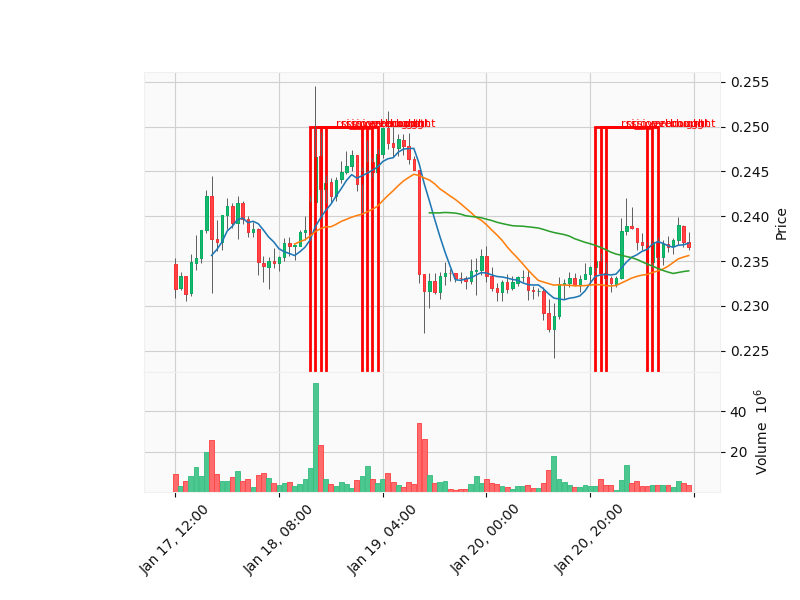 0.255
0.250
0.245
0.240
0.235
0.230
0.225
Price
40
20
Volume 10⁶
Jan 17, 12:00
Jan 18, 08:00
Jan 19, 04:00
Jan 20, 00:00
Jan 20, 20:00